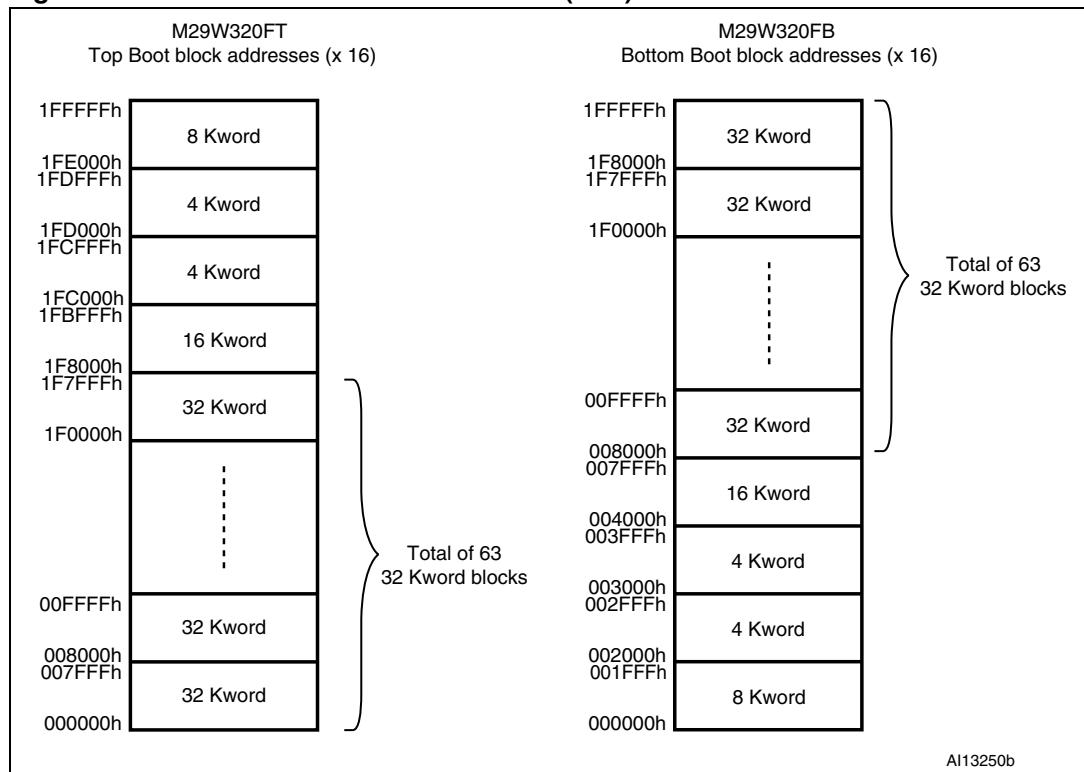 M29W320FT
Top Boot block addresses (x 16)
1FFFFFh
8 Kword
1FE000h
1FDFFFh
4 Kword
1FD000h
1FCFFFh
4 Kword
1FC000h
1FBFFFh
16 Kword
1F8000h
1F7FFFh
32 Kword
1F0000h
Total of 63
32 Kword blocks
00FFFFh
32 Kword
008000h
007FFFh
32 Kword
000000h
M29W320FB
Bottom Boot block addresses (x 16)
1FFFFFh
32 Kword
1F8000h
1F7FFFh
32 Kword
1F0000h
Total of 63
32 Kword blocks
00FFFFh
32 Kword
008000h
007FFFh
16 Kword
004000h
003FFFh
4 Kword
003000h
002FFFh
4 Kword
002000h
001FFFh
8 Kword
000000h
AI13250b